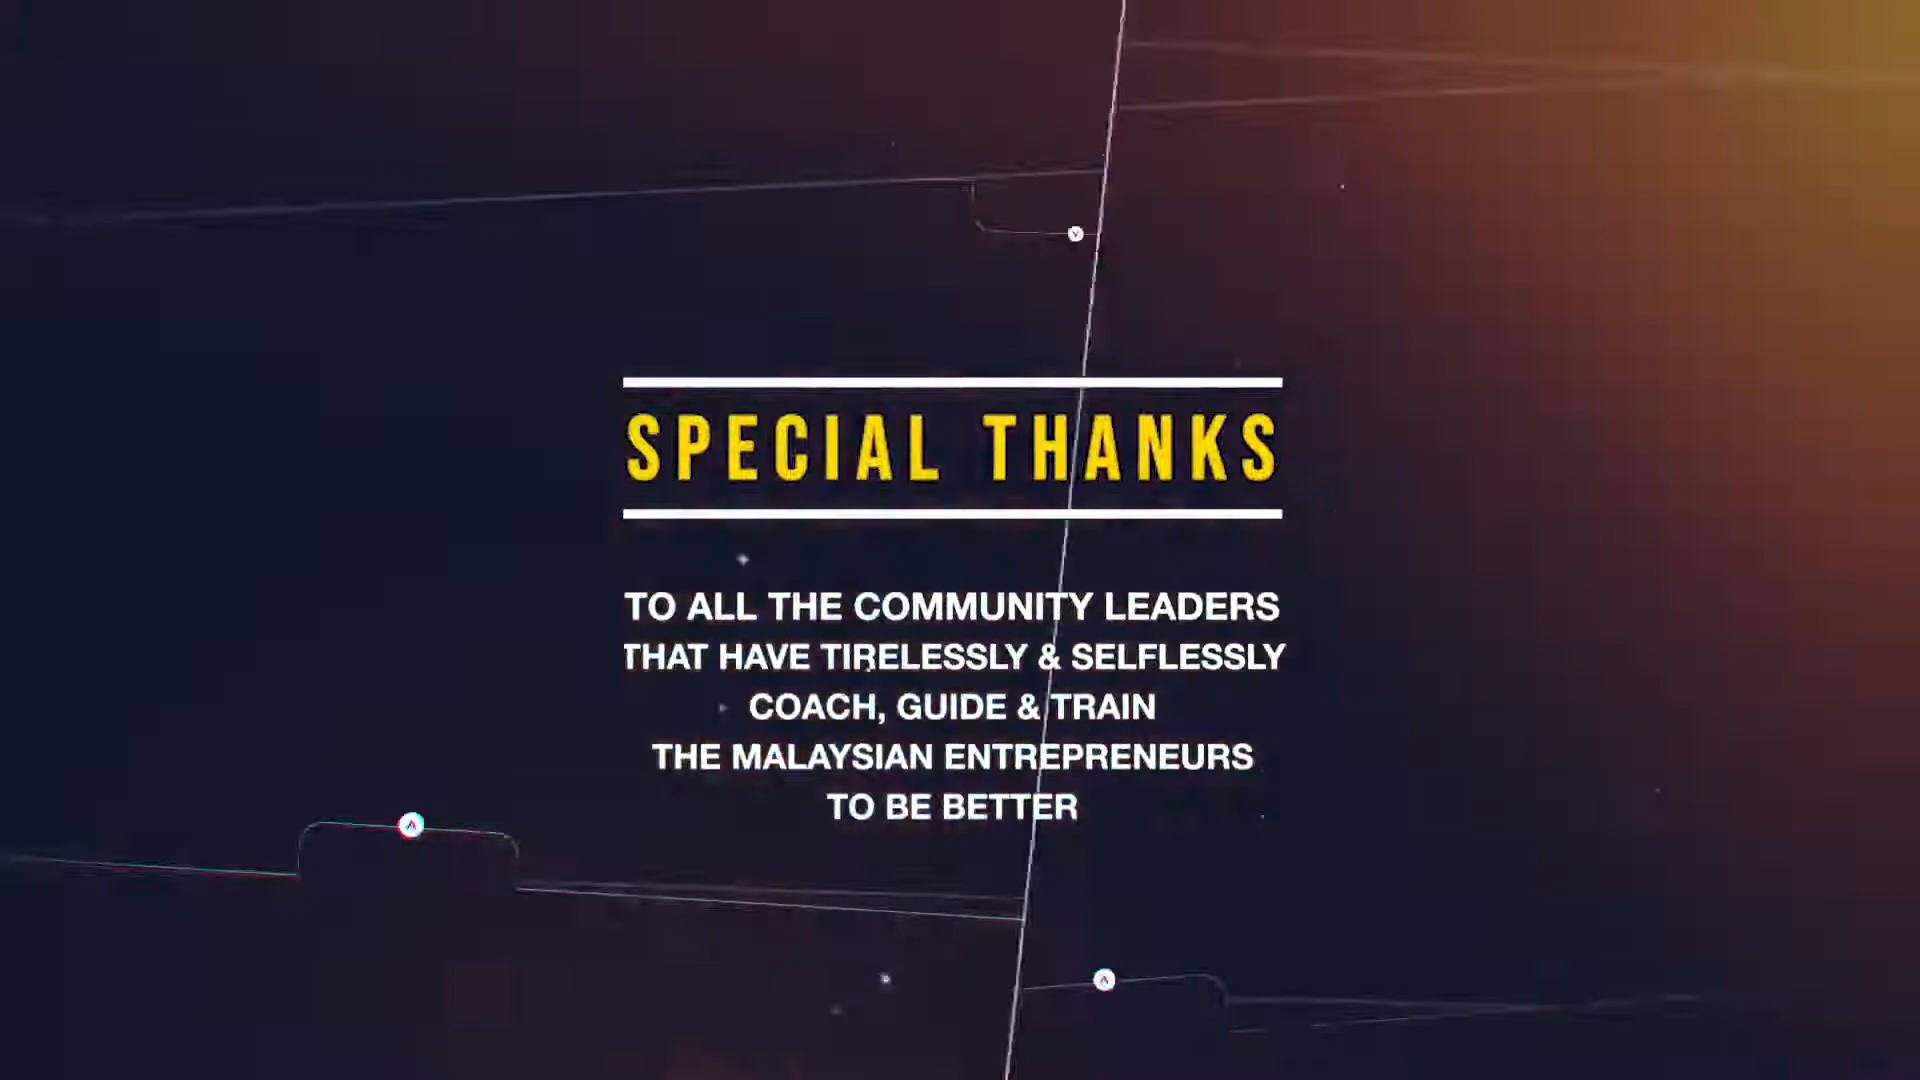 SPECIAL THANKS
TO ALL THE COMMUNITY LEADERS
THAT HAVE TIRELESSLY & SELFLESSLY
COACH, GUIDE & TRAIN
THE MALAYSIAN ENTREPRENEURS
TO BE BETTER